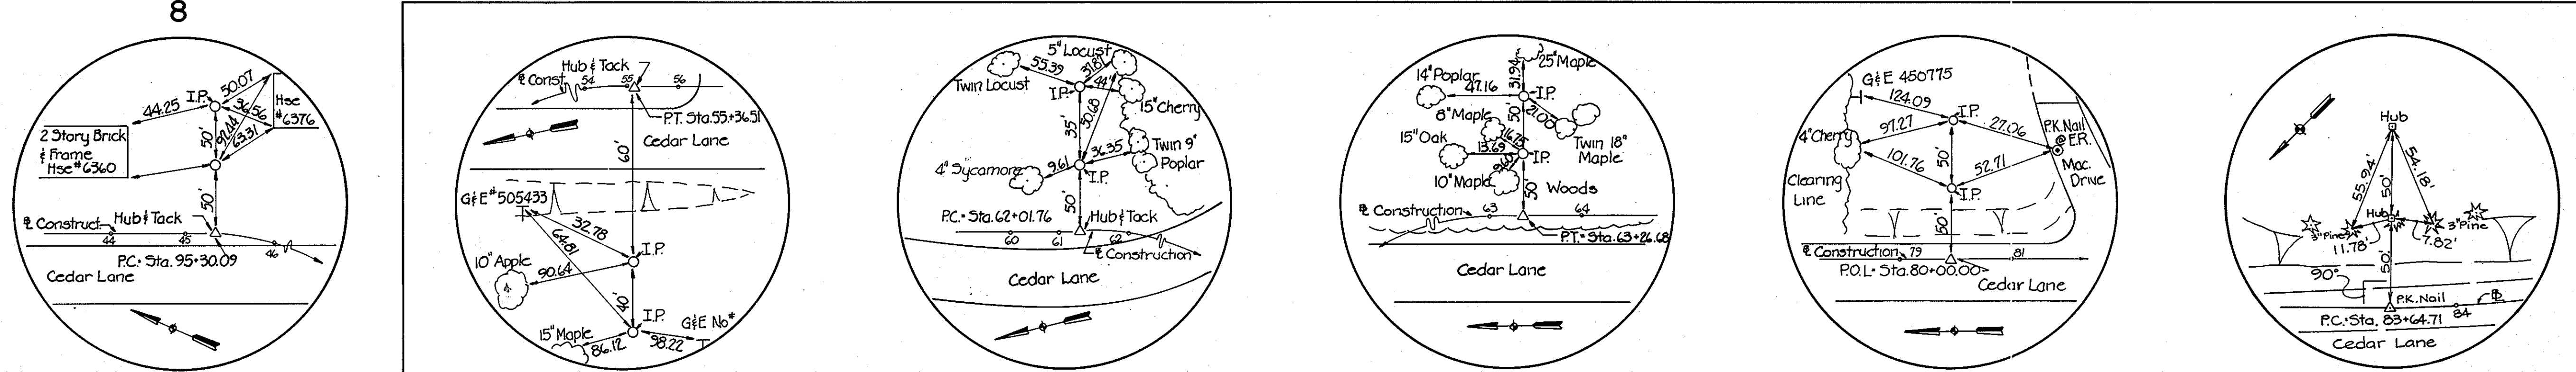 8
50.07
44.25
I.P.
36.56
Hse
#6376
2 Story Brick
& Frame
Hse #6360
50'
92.44
63.31
50'
℄ Construct.
Hub & Tack
44
45
46
P.C. Sta. 95+30.09
Cedar Lane
Hub & Tack
℄ Const.
54
55
56
P.T. Sta. 55+36.51
Cedar Lane
60'
G&E #505433
32.78
64.81
I.P.
10" Apple
90.64
40'
I.P.
G&E No#
15" Maple
86.12
98.22
5" Locust
55.39
37.87
Twin Locust
44'
I.P.
15" Cherry
50.68
35'
Twin 9"
Poplar
36.35
9.61
4" Sycamore
I.P.
50'
P.C. Sta. 62+01.76
Hub & Tack
60
61
62
℄ Construction
Cedar Lane
25" Maple
31.94
14" Poplar
47.16
I.P.
8" Maple
50'
21.00
15" Oak
16.75
Twin 18"
Maple
13.69
I.P.
9.60
10" Maple
50'
Woods
℄ Construction
63
64
P.T. Sta. 63+26.68
Cedar Lane
G&E 450775
124.09
I.P.
97.27
27.06
P.K. Nail
@ E.R.
4" Cherry
50'
101.76
52.71
Mac.
Drive
Clearing
Line
I.P.
50'
℄ Construction
79
81
P.O.L. Sta. 80+00.00
Cedar Lane
Hub
55.94'
50'
54.18'
Hub
3" Pine
3" Pine
11.78'
7.82'
50'
90°
P.K. Nail
84
℄
P.C. Sta. 83+64.71
Cedar Lane